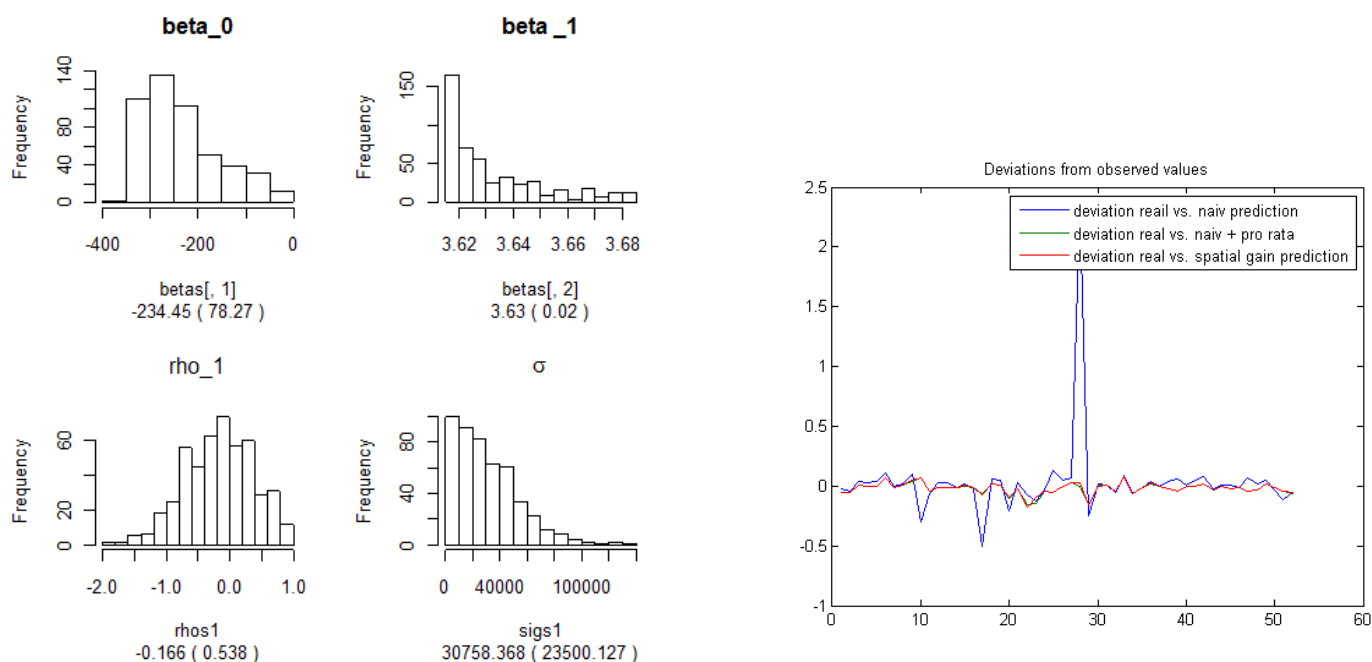 beta_0
Frequency
0 40 80 140
-400 -200 0
betas[, 1]
-234.45 ( 78.27 )
beta _1
Frequency
0 50 150
3.62 3.64 3.66 3.68
betas[, 2]
3.63 ( 0.02 )
rho_1
Frequency
0 20 60
-2.0 -1.0 0.0 1.0
rhos1
-0.166 ( 0.538 )
σ
Frequency
0 40 80
0 40000 100000
sigs1
30758.368 ( 23500.127 )
Deviations from observed values
2.5
2
1.5
1
0.5
0
-0.5
-1
0 10 20 30 40 50 60
deviation reail vs. naiv prediction
deviation real vs. naiv + pro rata
deviation real vs. spatial gain prediction